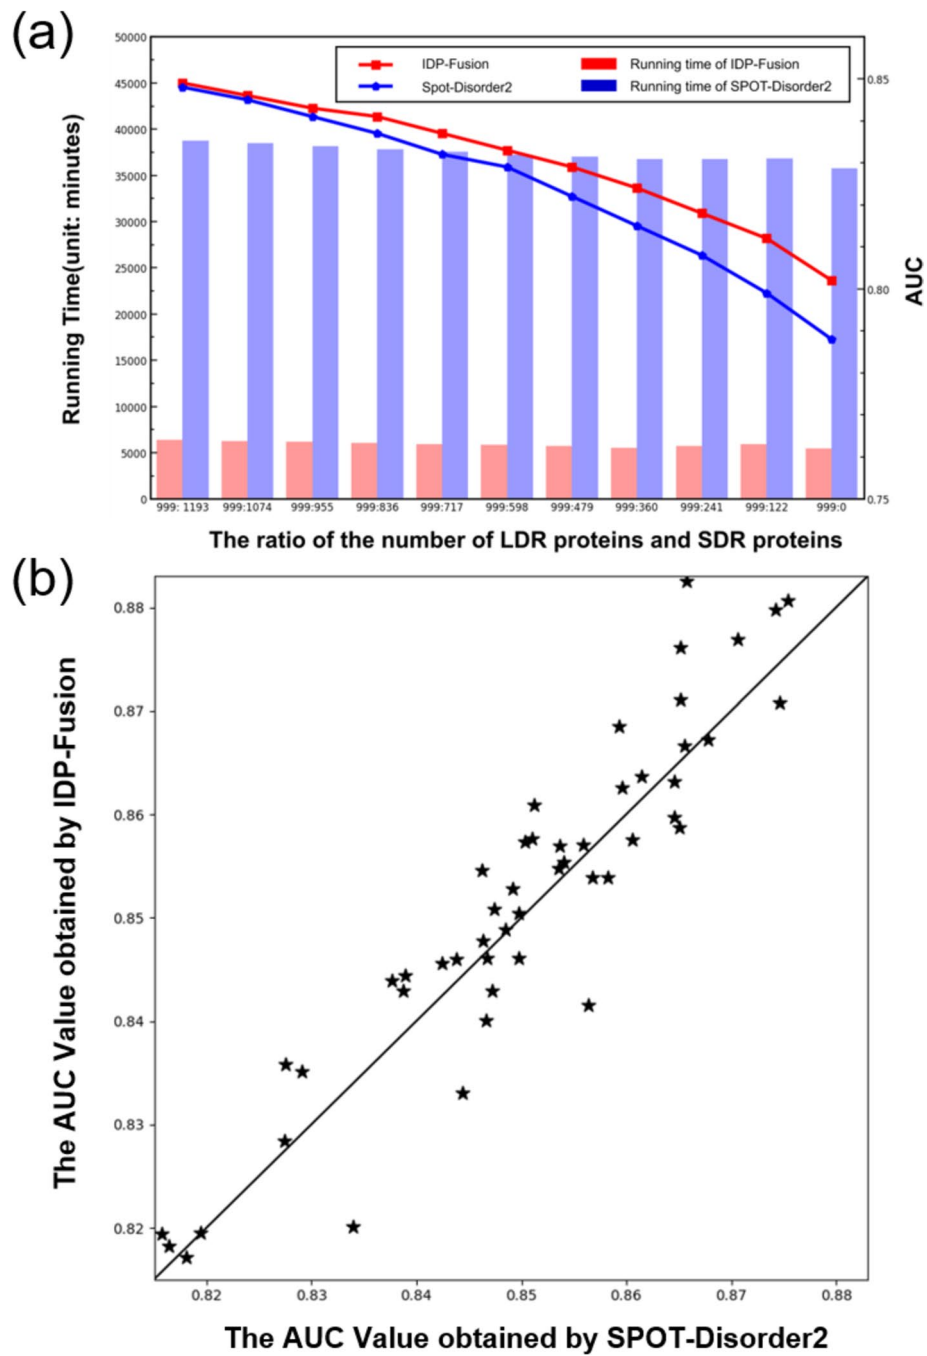 (a)
50000
45000
40000
35000
30000
25000
20000
15000
10000
5000
0
Running Time(unit: minutes)
IDP-Fusion
Spot-Disorder2
Running time of IDP-Fusion
Running time of SPOT-Disorder2
0.85
0.80
0.75
AUC
999: 1193 999:1074 999:955 999:836 999:717 999:598 999:479 999:360 999:241 999:122 999:0
The ratio of the number of LDR proteins and SDR proteins
(b)
0.88
0.87
0.86
0.85
0.84
0.83
0.82
The AUC Value obtained by IDP-Fusion
0.82 0.83 0.84 0.85 0.86 0.87 0.88
The AUC Value obtained by SPOT-Disorder2